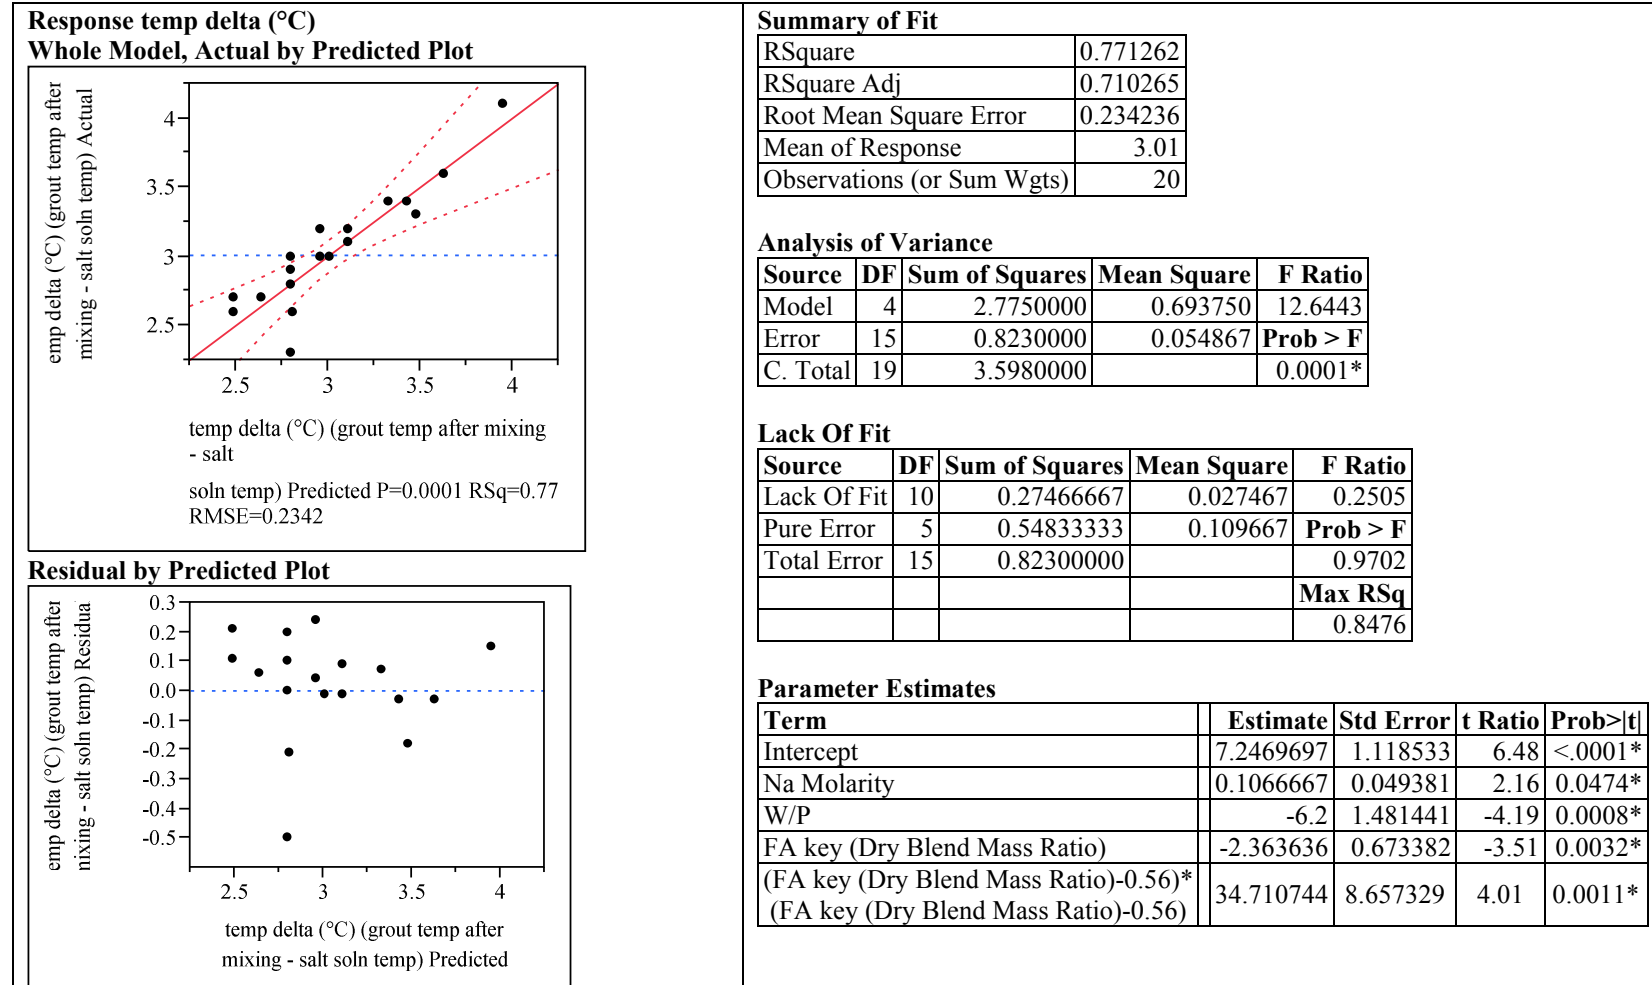 Response temp delta (°C)
Whole Model, Actual by Predicted Plot
emp delta (°C) (grout temp after
mixing - salt soln temp) Actual
4
3.5
3
2.5
2.5 3 3.5 4
temp delta (°C) (grout temp after mixing
- salt
soln temp) Predicted P=0.0001 RSq=0.77
RMSE=0.2342
Residual by Predicted Plot
emp delta (°C) (grout temp after
nixing - salt soln temp) Residua
0.3
0.2
0.1
0.0
-0.1
-0.2
-0.3
-0.4
-0.5
2.5 3 3.5 4
temp delta (°C) (grout temp after
mixing - salt soln temp) Predicted
Summary of Fit
RSquare 0.771262
RSquare Adj 0.710265
Root Mean Square Error 0.234236
Mean of Response 3.01
Observations (or Sum Wgts) 20
Analysis of Variance
Source DF Sum of Squares Mean Square F Ratio
Model 4 2.7750000 0.693750 12.6443
Error 15 0.8230000 0.054867 Prob > F
C. Total 19 3.5980000 0.0001*
Lack Of Fit
Source DF Sum of Squares Mean Square F Ratio
Lack Of Fit 10 0.27466667 0.027467 0.2505
Pure Error 5 0.54833333 0.109667 Prob > F
Total Error 15 0.82300000 0.9702
Max RSq
0.8476
Parameter Estimates
Term Estimate Std Error t Ratio Prob>|t|
Intercept 7.2469697 1.118533 6.48 <.0001*
Na Molarity 0.1066667 0.049381 2.16 0.0474*
W/P -6.2 1.481441 -4.19 0.0008*
FA key (Dry Blend Mass Ratio) -2.363636 0.673382 -3.51 0.0032*
(FA key (Dry Blend Mass Ratio)-0.56)*
(FA key (Dry Blend Mass Ratio)-0.56) 34.710744 8.657329 4.01 0.0011*